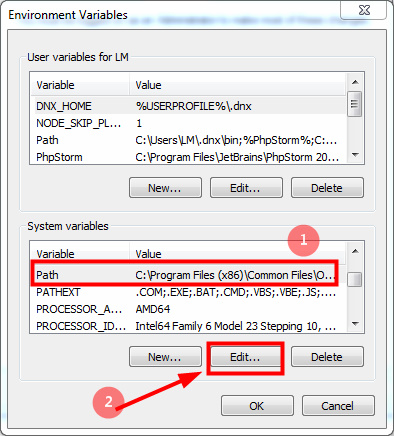 Environment Variables
User variables for LM
Variable Value
DNX_HOME %USERPROFILE%\.dnx
NODE_SKIP_PL... 1
Path C:\Users\LM\.dnx\bin;%PhpStorm%;C:...
PhpStorm C:\Program Files\JetBrains\PhpStorm 20...
New... Edit... Delete
System variables
1
Variable Value
Path C:\Program Files (x86)\Common Files\O...
PATHEXT .COM;.EXE;.BAT;.CMD;.VBS;.VBE;.JS;....
PROCESSOR_A... AMD64
PROCESSOR_ID... Intel64 Family 6 Model 23 Stepping 10, ...
New... Edit... Delete
2
OK Cancel